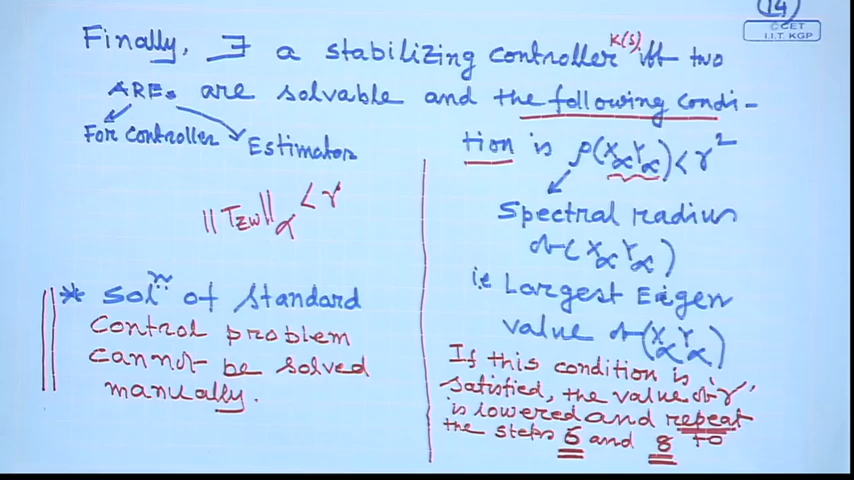 14
© CET
I.I.T. KGP
Finally, ∃ a stabilizing controller K(s) iff two
AREs are solvable and the following condi-
For Controller
Estimator
tion is ρ(X∝Y∝) < γ²
||Tzw||∝ < γ
Spectral radius
of (X∝Y∝)
i.e Largest Eigen
value of (X∝Y∝)
* Solⁿ of Standard
Control problem
cannot be solved
manually.
If this condition is
satisfied, the value of 'γ'
is lowered and repeat
the steps 6 and 8 to